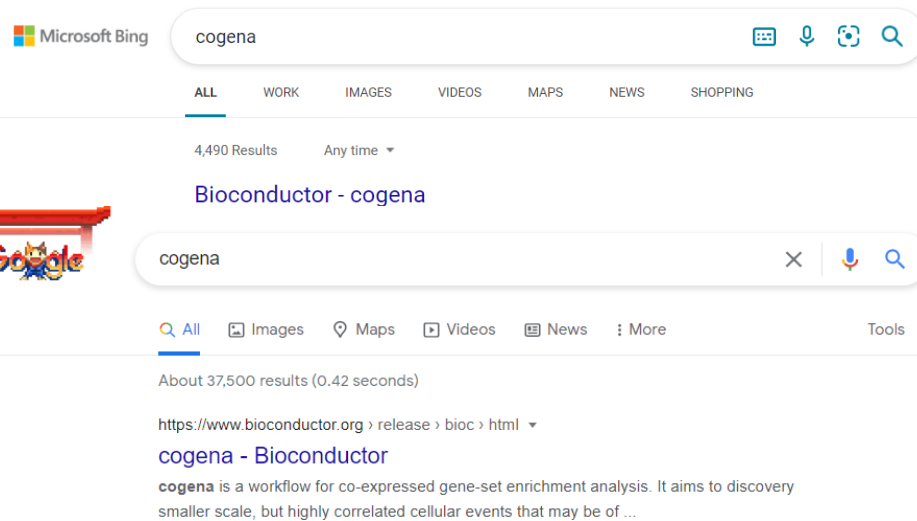 Microsoft Bing
cogena
ALL WORK IMAGES VIDEOS MAPS NEWS SHOPPING
4,490 Results Any time
Bioconductor - cogena
Google
cogena
All Images Maps Videos News More Tools
About 37,500 results (0.42 seconds)
https://www.bioconductor.org › release › bioc › html
cogena - Bioconductor
cogena is a workflow for co-expressed gene-set enrichment analysis. It aims to discovery
smaller scale, but highly correlated cellular events that may be of ...